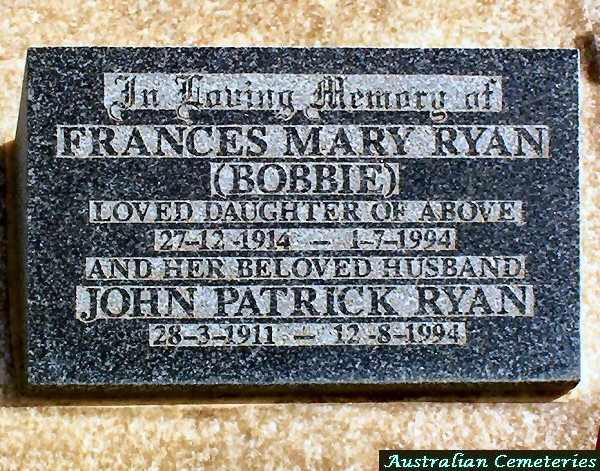 In Loving Memory of
FRANCES MARY RYAN
(BOBBIE)
LOVED DAUGHTER OF ABOVE
27-12-1914 – 1-7-1994
AND HER BELOVED HUSBAND
JOHN PATRICK RYAN
28-3-1911 – 12-8-1994
Australian Cemeteries